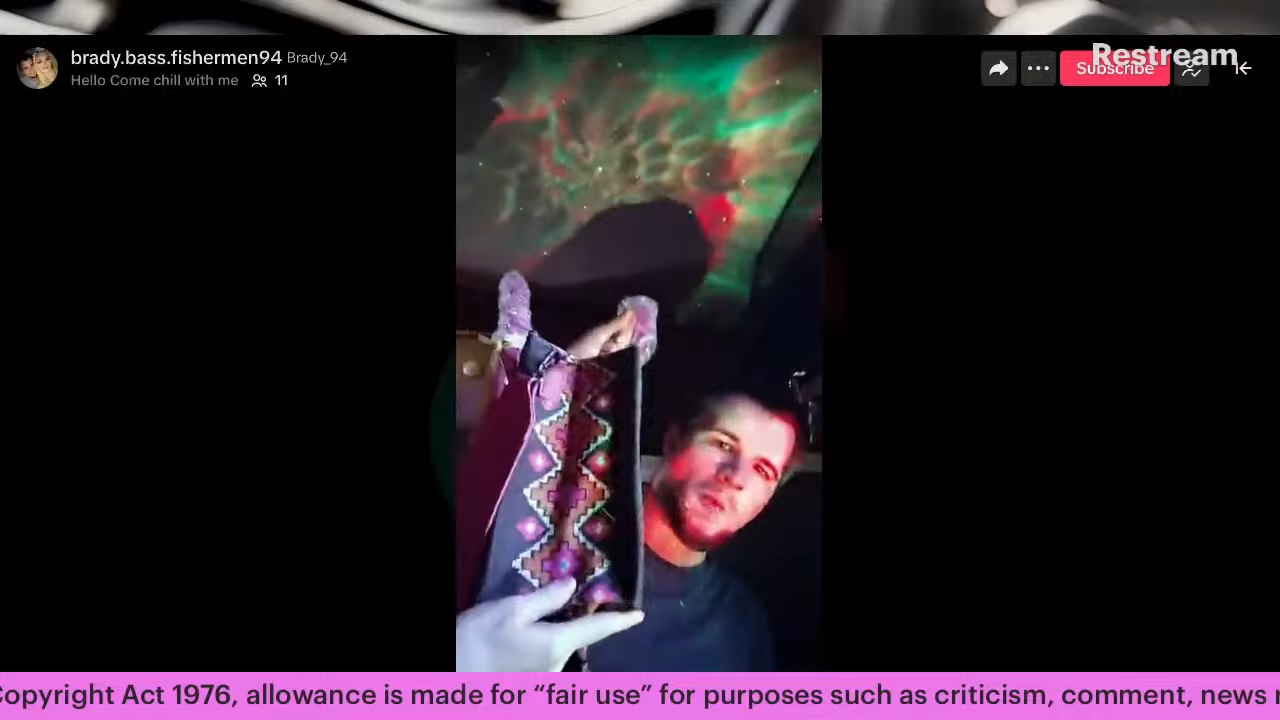 brady.bass.fishermen94 Brady_94
Hello Come chill with me 11
Restream
Subscribe
Copyright Act 1976, allowance is made for “fair use” for purposes such as criticism, comment, news